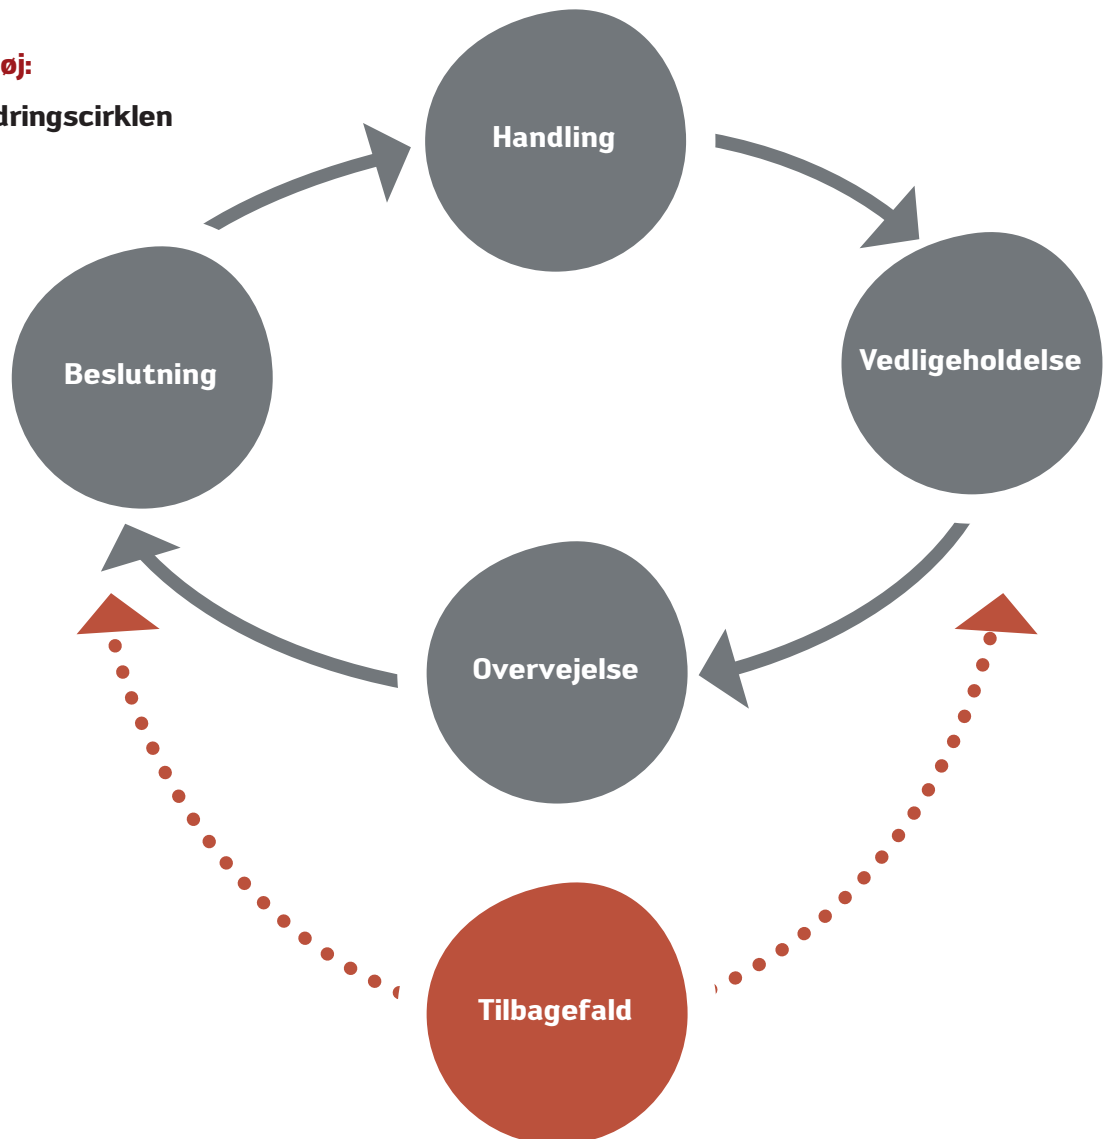 øj:
dringscirklen
Handling
Beslutning
Vedligeholdelse
Overvejelse
Tilbagefald